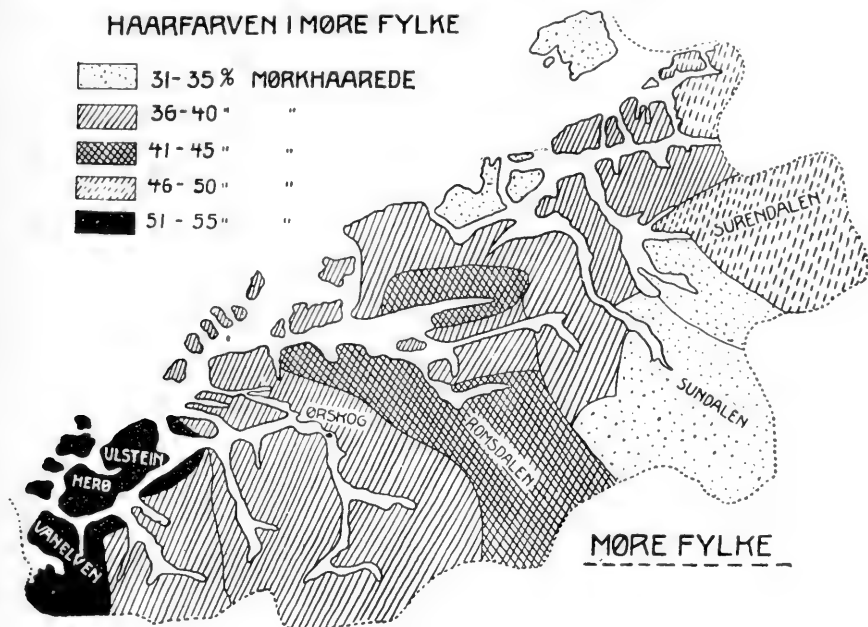 HAARFARVEN I MØRE FYLKE
31-35% MØRKHAAREDE
36-40 " "
41-45 " "
46-50 " "
51-55 " "
SURENDALEN
SUNDALEN
ØRSKOG
ROMSDALEN
ULSTEIN
HERØ
VANELVEN
MØRE FYLKE